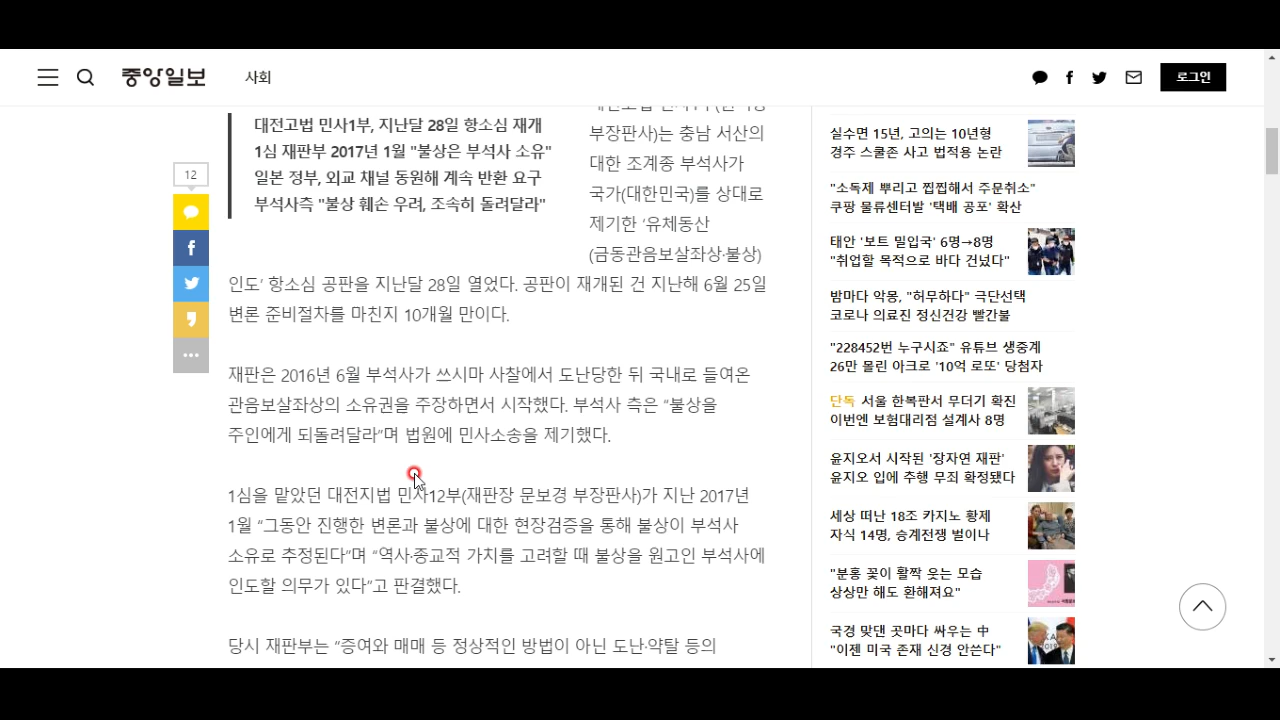 중앙일보
사회
로그인
12
대전고법 민사1부, 지난달 28일 항소심 재개
1심 재판부 2017년 1월 "불상은 부석사 소유"
일본 정부, 외교 채널 동원해 계속 반환 요구
부석사측 "불상 훼손 우려, 조속히 돌려달라"
부장판사)는 충남 서산의
대한 조계종 부석사가
국가(대한민국)를 상대로
제기한 ‘유체동산
(금동관음보살좌상·불상)
인도’ 항소심 공판을 지난달 28일 열었다. 공판이 재개된 건 지난해 6월 25일
변론 준비절차를 마친지 10개월 만이다.
재판은 2016년 6월 부석사가 쓰시마 사찰에서 도난당한 뒤 국내로 들여온
관음보살좌상의 소유권을 주장하면서 시작했다. 부석사 측은 “불상을
주인에게 되돌려달라”며 법원에 민사소송을 제기했다.
1심을 맡았던 대전지법 민사12부(재판장 문보경 부장판사)가 지난 2017년
1월 “그동안 진행한 변론과 불상에 대한 현장검증을 통해 불상이 부석사
소유로 추정된다”며 “역사·종교적 가치를 고려할 때 불상을 원고인 부석사에
인도할 의무가 있다”고 판결했다.
당시 재판부는 “증여와 매매 등 정상적인 방법이 아닌 도난·약탈 등의
실수면 15년, 고의는 10년형
경주 스쿨존 사고 법적용 논란
"소독제 뿌리고 찝찝해서 주문취소"
쿠팡 물류센터발 '택배 공포' 확산
태안 '보트 밀입국' 6명→8명
"취업할 목적으로 바다 건넜다"
밤마다 악몽, "허무하다" 극단선택
코로나 의료진 정신건강 빨간불
"228452번 누구시죠" 유튜브 생중계
26만 몰린 아크로 '10억 로또' 당첨자
단독 서울 한복판서 무더기 확진
이번엔 보험대리점 설계사 8명
윤지오서 시작된 '장자연 재판'
윤지오 입에 추행 무죄 확정됐다
세상 떠난 18조 카지노 황제
자식 14명, 승계전쟁 벌이나
"분홍 꽃이 활짝 웃는 모습
상상만 해도 환해져요"
국경 맞댄 곳마다 싸우는 中
"이젠 미국 존재 신경 안쓴다"